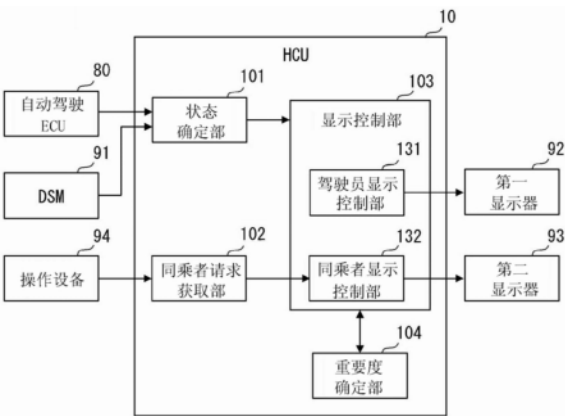 10
HCU
80
自动驾驶
ECU
101
状态
确定部
103
显示控制部
91
DSM
131
驾驶员显示
控制部
92
第一
显示器
94
操作设备
102
同乘者请求
获取部
132
同乘者显示
控制部
93
第二
显示器
104
重要度
确定部